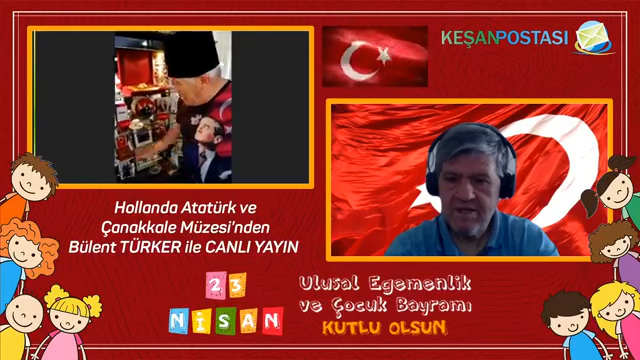 KEŞANPOSTASI
Hollanda Atatürk ve
Çanakkale Müzesi'nden
Bülent TÜRKER ile CANLI YAYIN
23
NİSAN
Ulusal Egemenlik
ve Çocuk Bayramı
KUTLU OLSUN